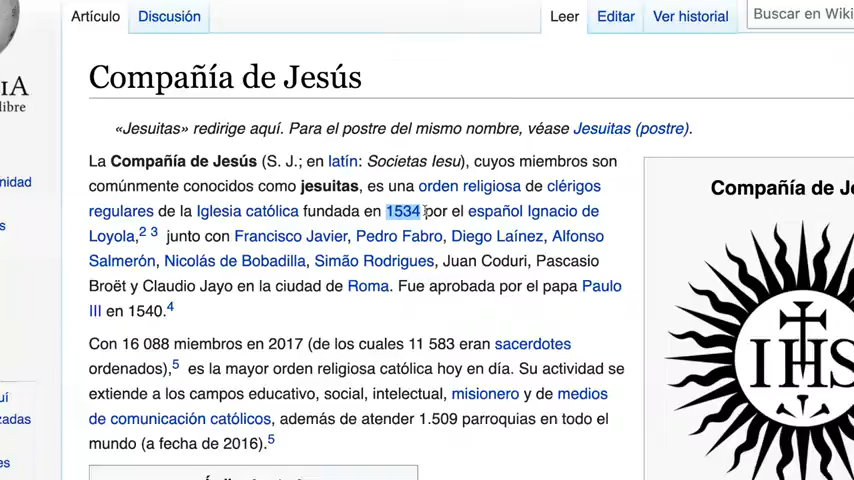 Artículo Discusión Leer Editar Ver historial Buscar en Wiki
libre
Compañía de Jesús
«Jesuitas» redirige aquí. Para el postre del mismo nombre, véase Jesuitas (postre).
La Compañía de Jesús (S. J.; en latín: Societas Iesu), cuyos miembros son
comúnmente conocidos como jesuitas, es una orden religiosa de clérigos
regulares de la Iglesia católica fundada en 1534 por el español Ignacio de
Loyola,2 3 junto con Francisco Javier, Pedro Fabro, Diego Laínez, Alfonso
Salmerón, Nicolás de Bobadilla, Simão Rodrigues, Juan Coduri, Pascasio
Broët y Claudio Jayo en la ciudad de Roma. Fue aprobada por el papa Paulo
III en 1540.4
Con 16 088 miembros en 2017 (de los cuales 11 583 eran sacerdotes
ordenados),5 es la mayor orden religiosa católica hoy en día. Su actividad se
extiende a los campos educativo, social, intelectual, misionero y de medios
de comunicación católicos, además de atender 1.509 parroquias en todo el
mundo (a fecha de 2016).5
Compañía de Je
IHS